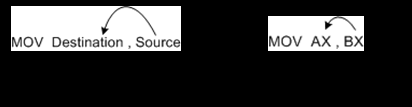 MOV Destination , Source
MOV AX , BX